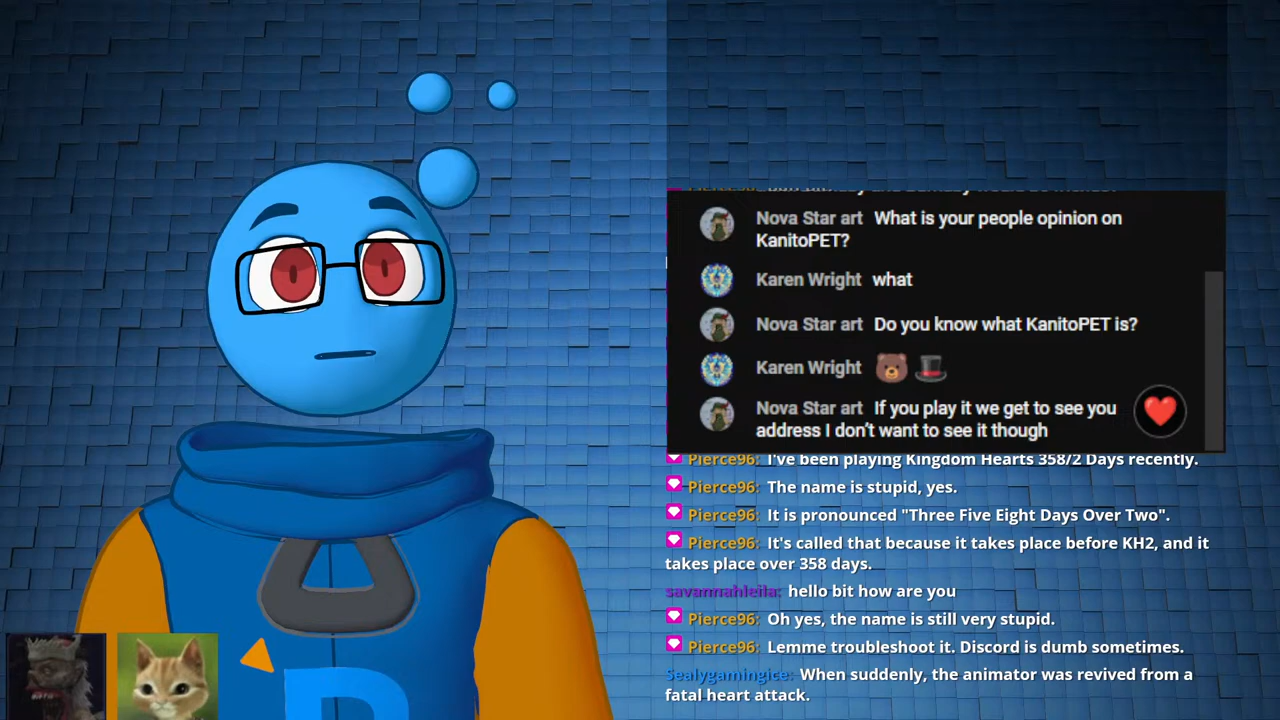 Nova Star art What is your people opinion on
KanitoPET?
Karen Wright what
Nova Star art Do you know what KanitoPET is?
Karen Wright 🐻🎩
Nova Star art If you play it we get to see you
address I don't want to see it though
Pierce96: I've been playing Kingdom Hearts 358/2 Days recently.
Pierce96: The name is stupid, yes.
Pierce96: It is pronounced "Three Five Eight Days Over Two".
Pierce96: It's called that because it takes place before KH2, and it
takes place over 358 days.
savannahleila: hello bit how are you
Pierce96: Oh yes, the name is still very stupid.
Pierce96: Lemme troubleshoot it. Discord is dumb sometimes.
Sealygamingice: When suddenly, the animator was revived from a
fatal heart attack.